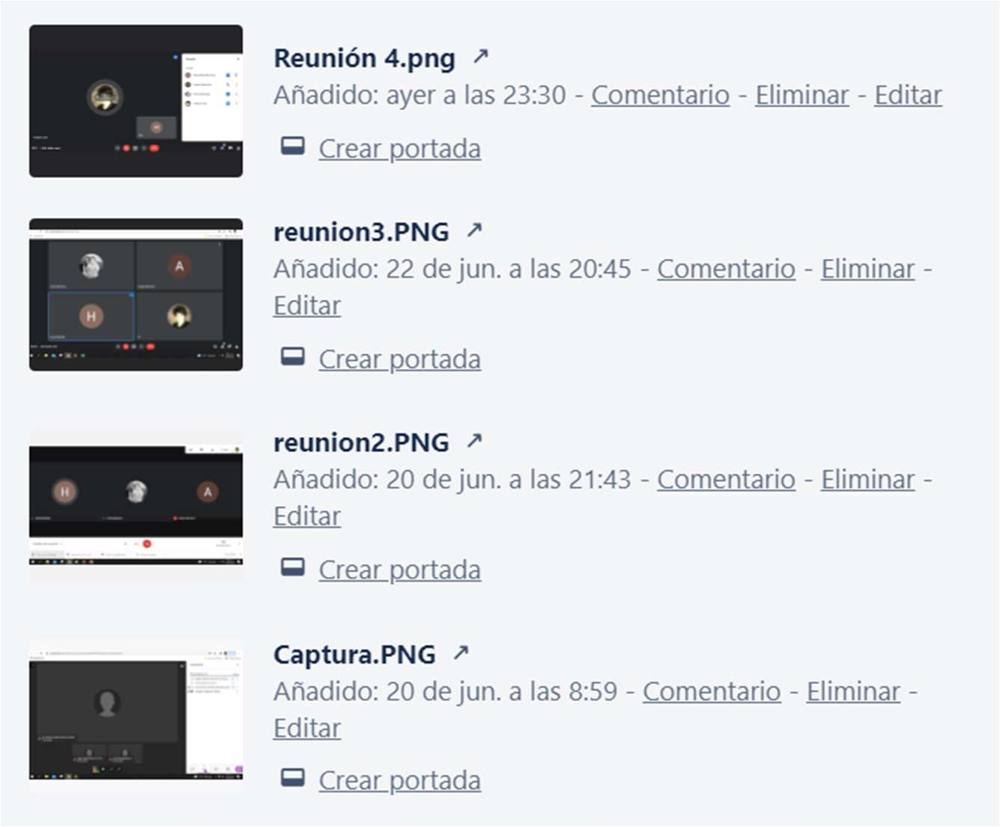 Reunión 4.png
Añadido: ayer a las 23:30 - Comentario - Eliminar - Editar
Crear portada
A
H
reunion3.PNG
Añadido: 22 de jun. a las 20:45 - Comentario - Eliminar -
Editar
Crear portada
H
A
reunion2.PNG
Añadido: 20 de jun. a las 21:43 - Comentario - Eliminar -
Editar
Crear portada
Captura.PNG
Añadido: 20 de jun. a las 8:59 - Comentario - Eliminar -
Editar
Crear portada